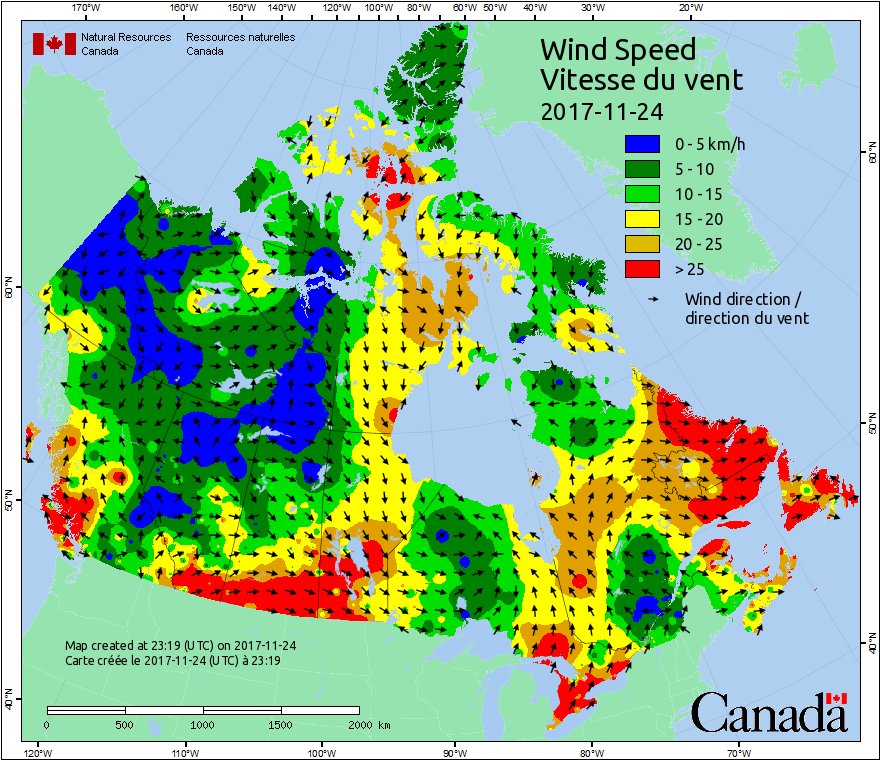 170°W 160°W 150°W 140°W 120°W 100°W 80°W 60°W 50°W 40°W 30°W 20°W
Natural Resources Ressources naturelles
Canada Canada
Wind Speed
Vitesse du vent
2017-11-24
0 - 5 km/h
5 - 10
10 - 15
15 - 20
20 - 25
> 25
Wind direction /
direction du vent
60°N 60°N
50°N 50°N
40°N 40°N
Map created at 23:19 (UTC) on 2017-11-24
Carte créée le 2017-11-24 (UTC) à 23:19
0 500 1000 1500 2000 km
Canada
120°W 110°W 100°W 90°W 80°W 70°W